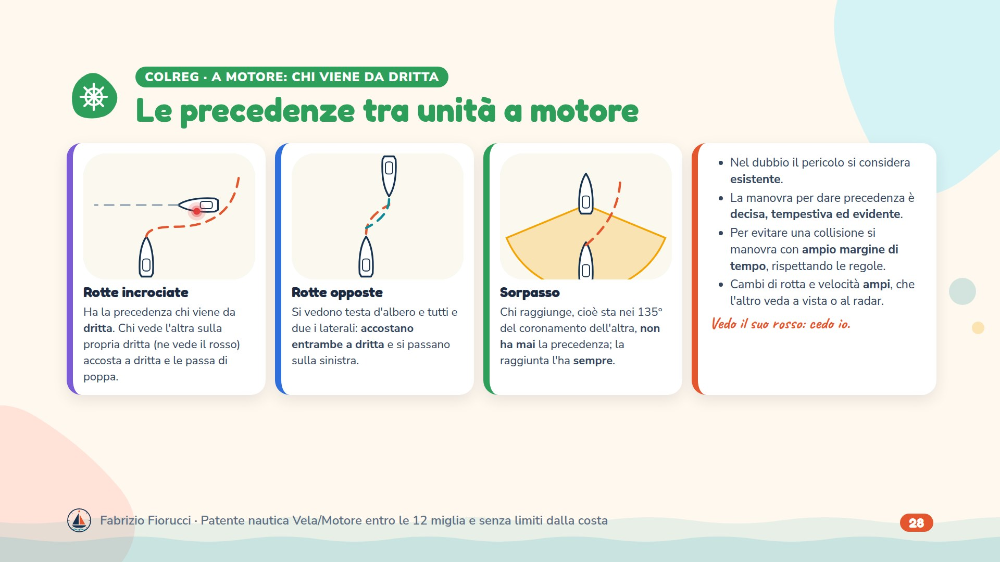 COLREG · A MOTORE: CHI VIENE DA DRITTA
Le precedenze tra unità a motore
Rotte incrociate
Ha la precedenza chi viene da
dritta. Chi vede l'altra sulla
propria dritta (ne vede il rosso)
accosta a dritta e le passa di
poppa.
Rotte opposte
Si vedono testa d'albero e tutti e
due i laterali: accostano
entrambe a dritta e si passano
sulla sinistra.
Sorpasso
Chi raggiunge, cioè sta nei 135°
del coronamento dell'altra, non
ha mai la precedenza; la
raggiunta l'ha sempre.
• Nel dubbio il pericolo si considera
esistente.
• La manovra per dare precedenza è
decisa, tempestiva ed evidente.
• Per evitare una collisione si
manovra con ampio margine di
tempo, rispettando le regole.
• Cambi di rotta e velocità ampi, che
l'altro veda a vista o al radar.
Vedo il suo rosso: cedo io.
Fabrizio Fiorucci · Patente nautica Vela/Motore entro le 12 miglia e senza limiti dalla costa
28